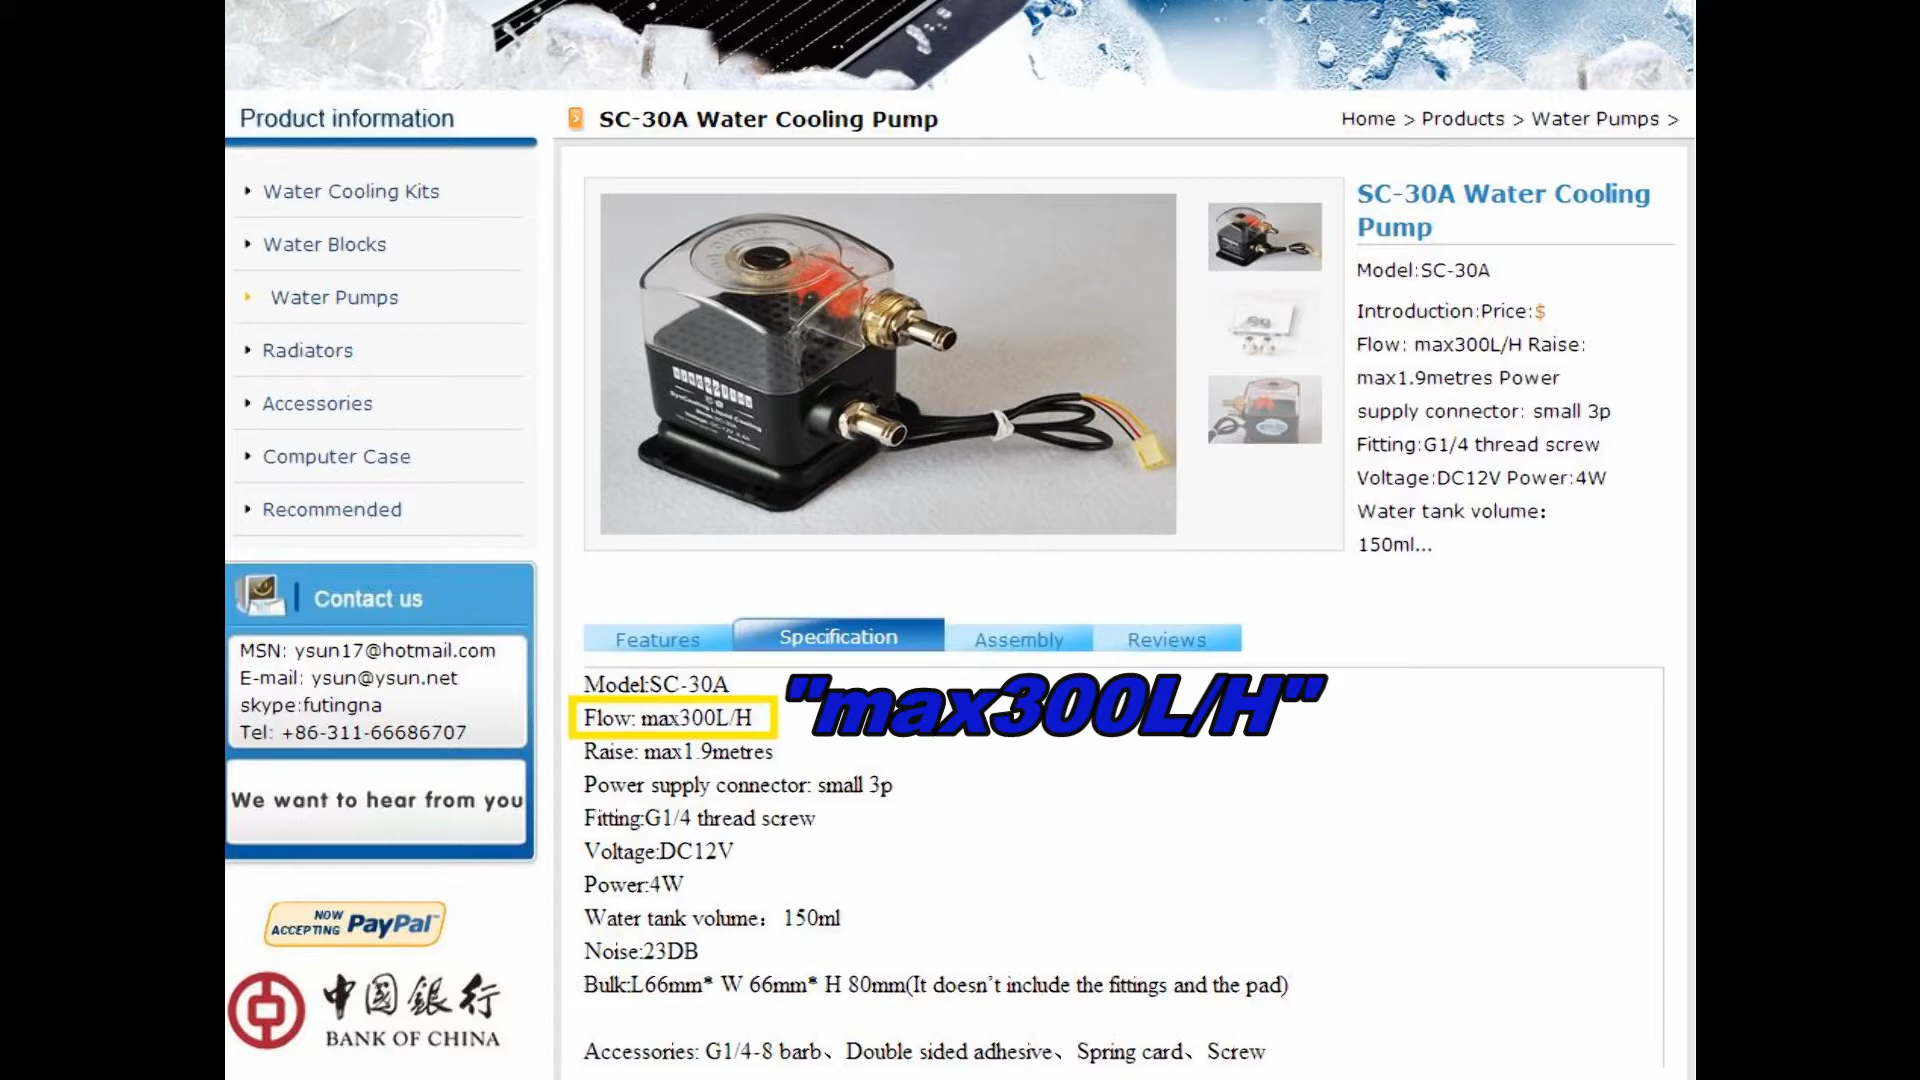 Product information
SC-30A Water Cooling Pump
Home > Products > Water Pumps >
Water Cooling Kits
Water Blocks
Water Pumps
Radiators
Accessories
Computer Case
Recommended
SC-30A Water Cooling
Pump
Model:SC-30A
Introduction:Price:$
Flow: max300L/H Raise:
max1.9metres Power
supply connector: small 3p
Fitting:G1/4 thread screw
Voltage:DC12V Power:4W
Water tank volume：
150ml...
Contact us
MSN: ysun17@hotmail.com
E-mail: ysun@ysun.net
skype:futingna
Tel: +86-311-66686707
We want to hear from you
NOW
ACCEPTING PayPal
中国銀行
BANK OF CHINA
Features
Specification
Assembly
Reviews
Model:SC-30A
Flow: max300L/H
"max300L/H"
Raise: max1.9metres
Power supply connector: small 3p
Fitting:G1/4 thread screw
Voltage:DC12V
Power:4W
Water tank volume： 150ml
Noise:23DB
Bulk:L66mm* W 66mm* H 80mm(It doesn't include the fittings and the pad)
Accessories: G1/4-8 barb、Double sided adhesive、Spring card、Screw